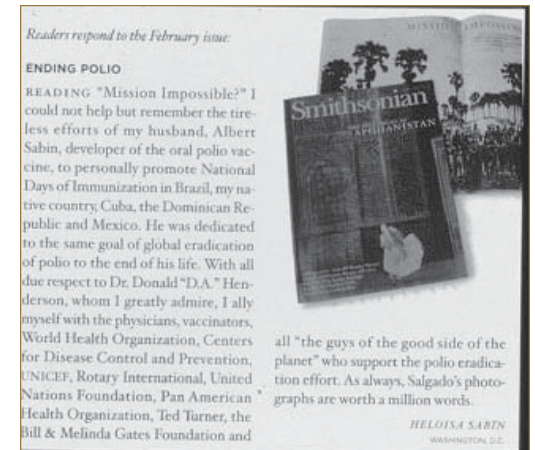 Readers respond to the February issue:
ENDING POLIO
READING "Mission Impossible?" I
could not help but remember the tire-
less efforts of my husband, Albert
Sabin, developer of the oral polio vac-
cine, to personally promote National
Days of Immunization in Brazil, my na-
tive country, Cuba, the Dominican Re-
public and Mexico. He was dedicated
to the same goal of global eradication
of polio to the end of his life. With all
due respect to Dr. Donald "D.A." Hen-
derson, whom I greatly admire, I ally
myself with the physicians, vaccinators,
World Health Organization, Centers
for Disease Control and Prevention,
UNICEF, Rotary International, United
Nations Foundation, Pan American
Health Organization, Ted Turner, the
Bill & Melinda Gates Foundation and
MISSION IMPOSSIBLE
Smithsonian
AFGHANISTAN
all "the guys of the good side of the
planet" who support the polio eradica-
tion effort. As always, Salgado's photo-
graphs are worth a million words.
HELOISA SABIN
WASHINGTON, D.C.